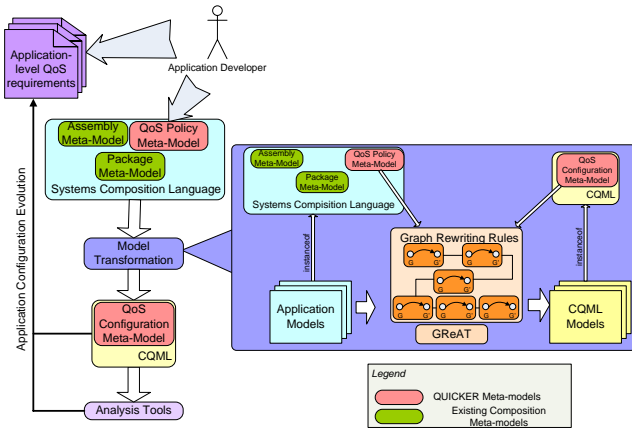 Application-
level QoS
requirements
Application Developer
Assembly
Meta-Model
QoS Policy
Meta-Model
Package
Meta-Model
Systems Composition Language
Model
Transformation
QoS
Configuration
Meta-Model
CQML
Analysis Tools
Application Configuration Evolution
Assembly
Meta-Model
QoS Policy
Meta-Model
Package
Meta-Model
Systems Composition Language
QoS
Configuration
Meta-Model
CQML
instanceof
instanceof
Graph Rewriting Rules
G G'
G G'
G G'
G G'
G G'
G G'
GReAT
Application
Models
CQML
Models
Legend
QUICKER Meta-models
Existing Composition
Meta-models